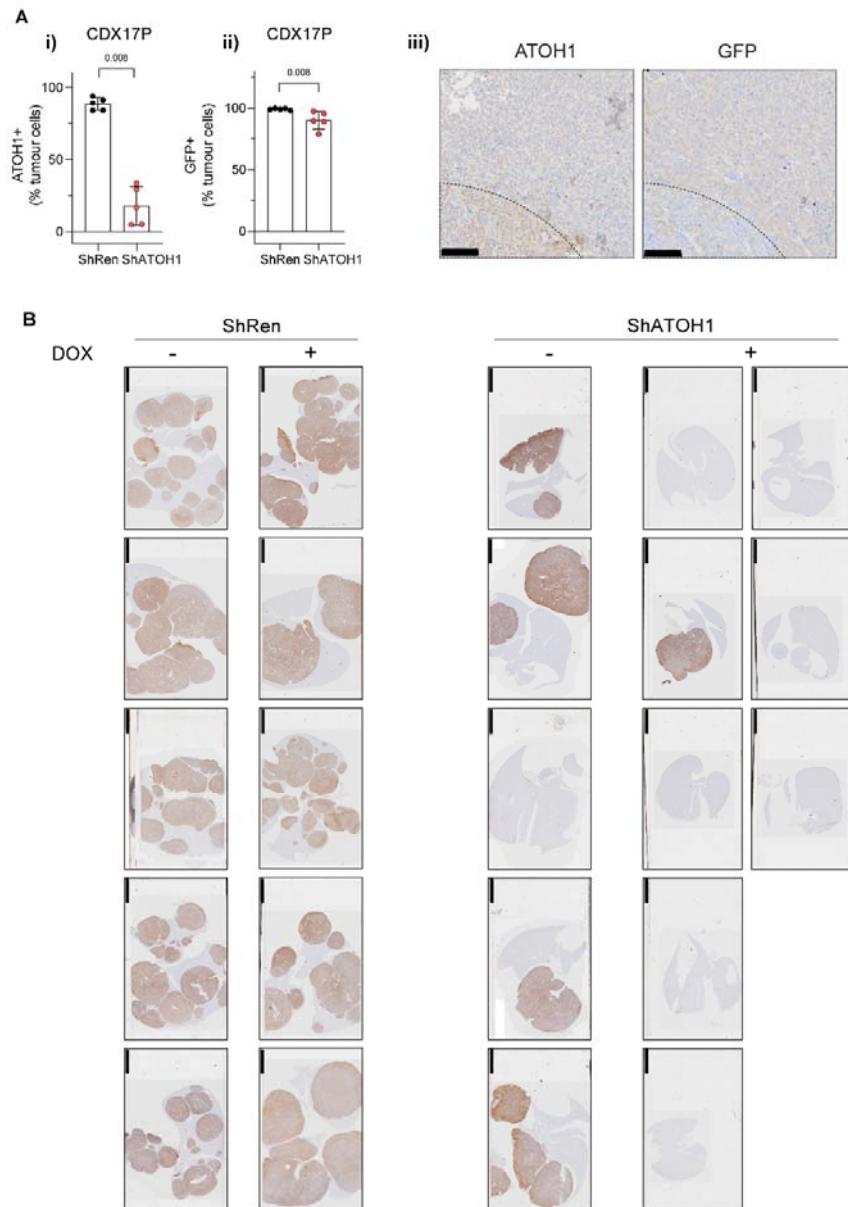 A
i)
CDX17P
0.008
100
50
0
ATOH1+
(% tumour cells)
ShRen ShATOH1
ii)
CDX17P
0.008
100
50
0
GFP+
(% tumour cells)
ShRen ShATOH1
iii)
ATOH1
GFP
B
ShRen
ShATOH1
DOX
-
+
-
+